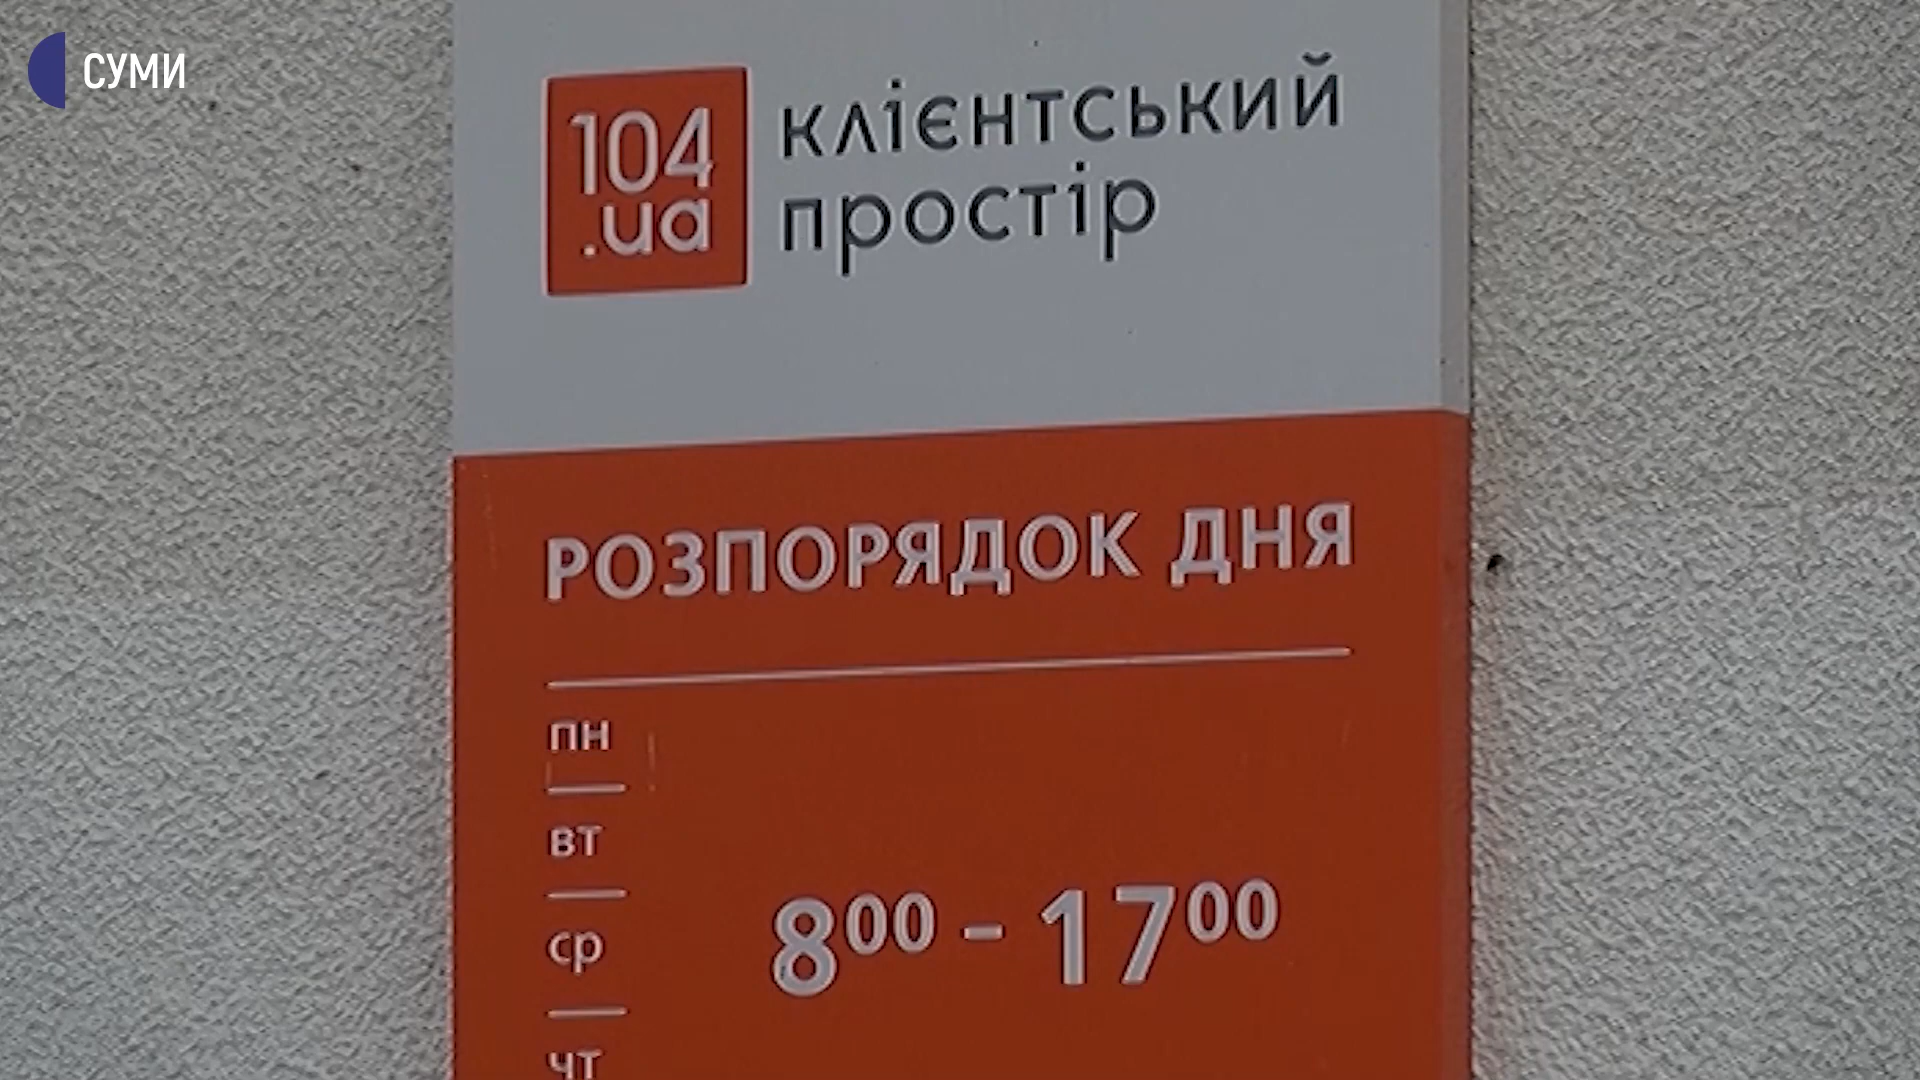 СУМИ
104
.ua
клієнтський
простір
РОЗПОРЯДОК ДНЯ
пн
вт
ср
чт
8⁰⁰ – 17⁰⁰